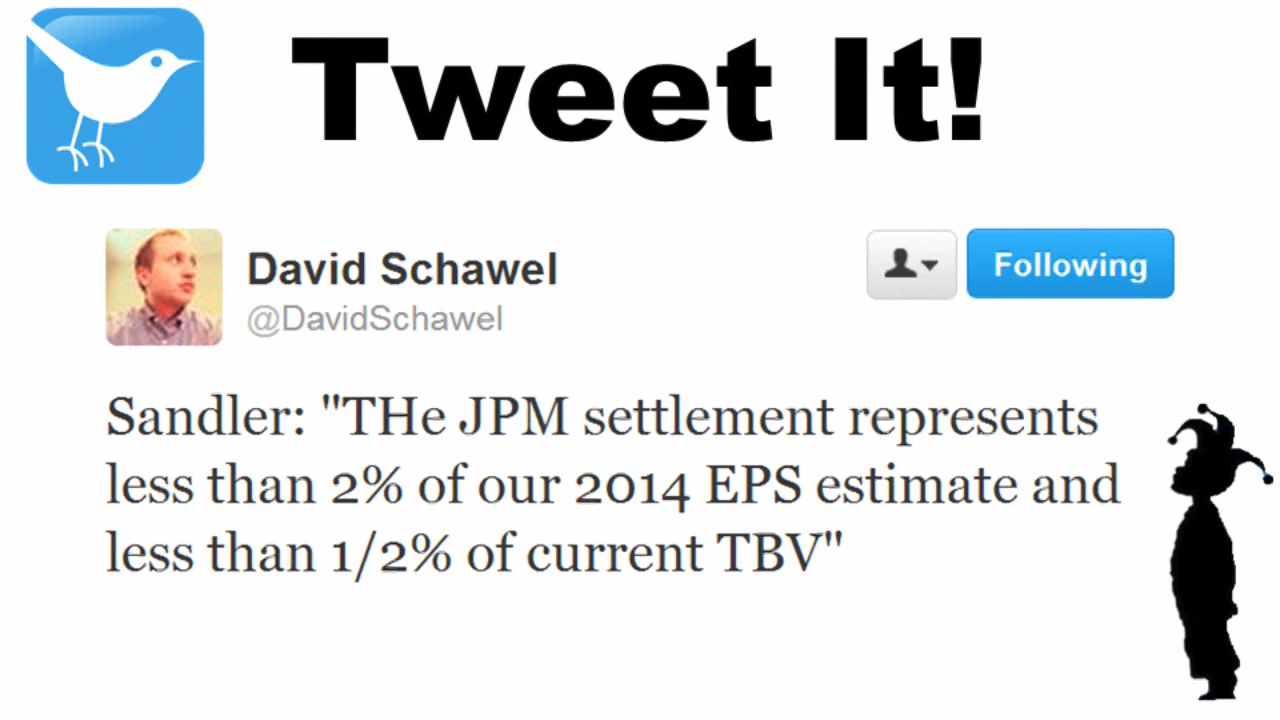 Tweet It!
David Schawel
@DavidSchawel
Following
Sandler: "THe JPM settlement represents
less than 2% of our 2014 EPS estimate and
less than 1/2% of current TBV"